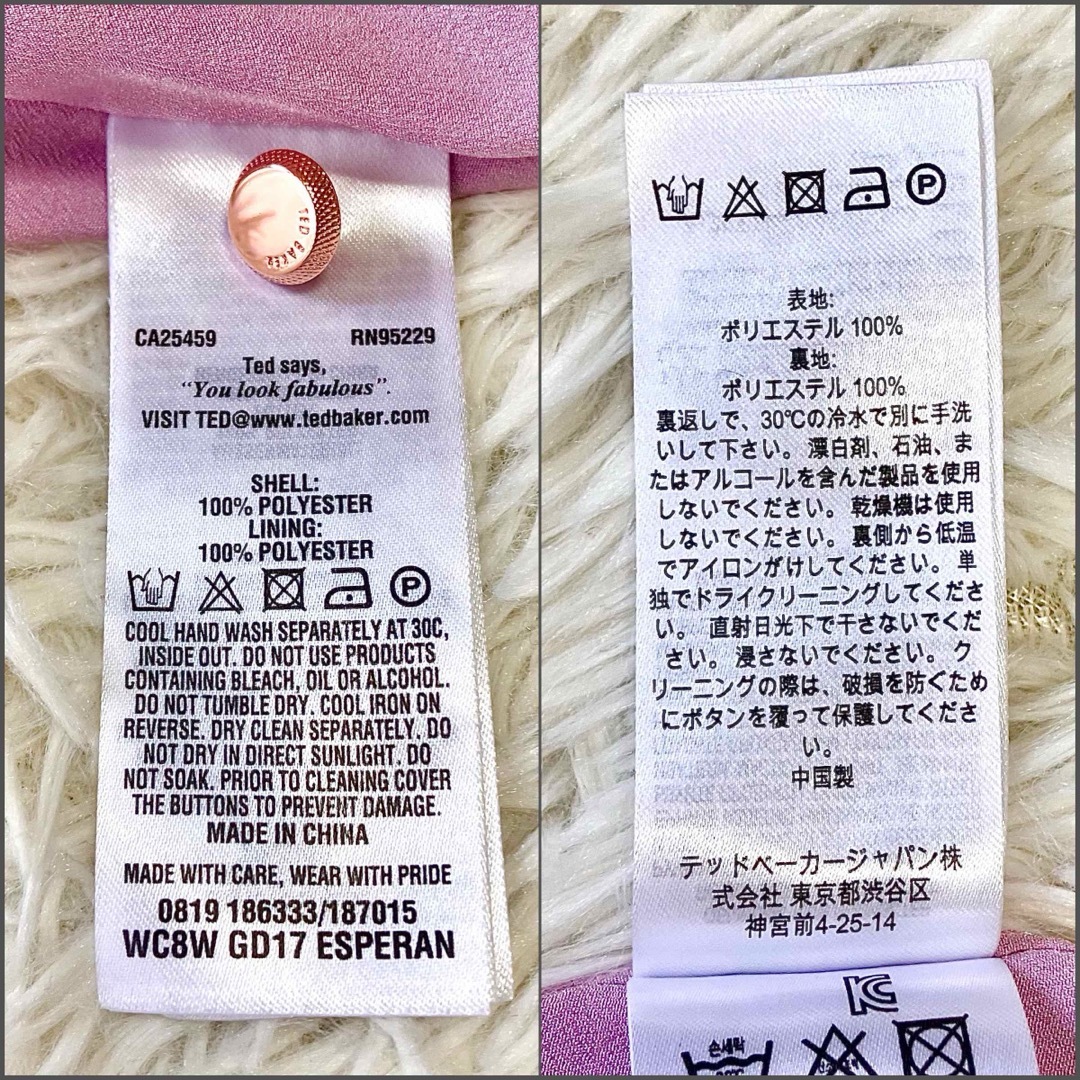 TED BAKER
CA25459 RN95229
Ted says,
"You look fabulous".
VISIT TED@www.tedbaker.com
SHELL:
100% POLYESTER
LINING:
100% POLYESTER
P
COOL HAND WASH SEPARATELY AT 30C,
INSIDE OUT. DO NOT USE PRODUCTS
CONTAINING BLEACH, OIL OR ALCOHOL.
DO NOT TUMBLE DRY. COOL IRON ON
REVERSE. DRY CLEAN SEPARATELY. DO
NOT DRY IN DIRECT SUNLIGHT. DO
NOT SOAK. PRIOR TO CLEANING COVER
THE BUTTONS TO PREVENT DAMAGE.
MADE IN CHINA
MADE WITH CARE, WEAR WITH PRIDE
0819 186333/187015
WC8W GD17 ESPERAN
P
表地:
ポリエステル 100%
裏地:
ポリエステル 100%
裏返しで、30℃の冷水で別に手洗
いして下さい。漂白剤、石油、ま
たはアルコールを含んだ製品を使用
しないでください。乾燥機は使用
しないでください。裏側から低温
でアイロンがけしてください。単
独でドライクリーニングしてくださ
い。 直射日光下で干さないでくだ
さい。浸さないでください。ク
リーニングの際は、破損を防ぐため
にボタンを覆って保護してくださ
い。
中国製
テッドベーカージャパン株
式会社 東京都渋谷区
神宮前4-25-14
KC
손세탁